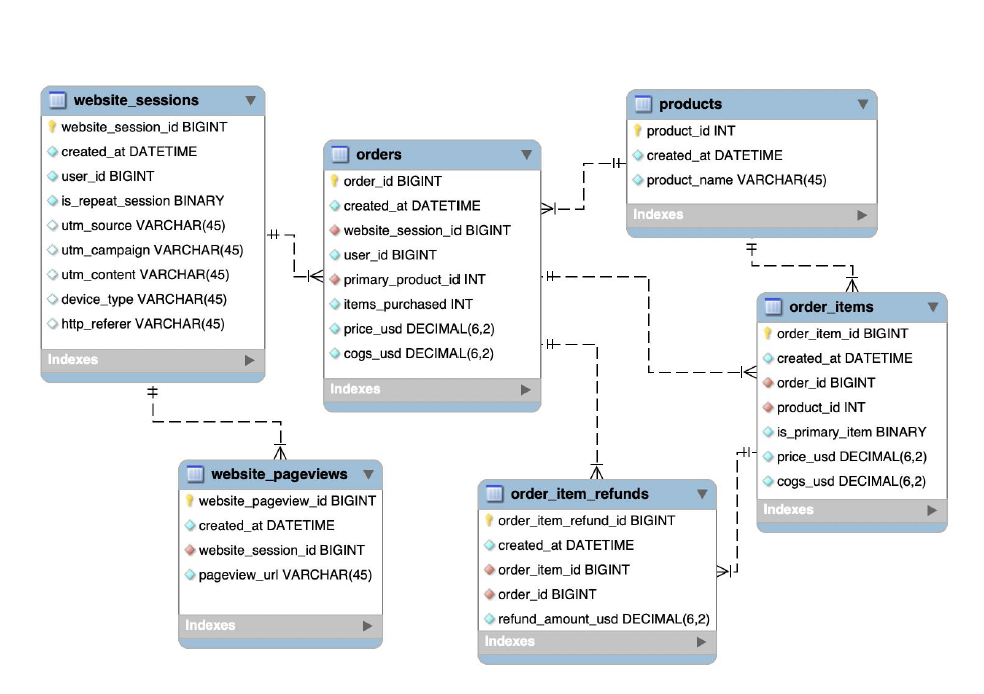 website_sessions
website_session_id BIGINT
created_at DATETIME
user_id BIGINT
is_repeat_session BINARY
utm_source VARCHAR(45)
utm_campaign VARCHAR(45)
utm_content VARCHAR(45)
device_type VARCHAR(45)
http_referer VARCHAR(45)
Indexes
orders
order_id BIGINT
created_at DATETIME
website_session_id BIGINT
user_id BIGINT
primary_product_id INT
items_purchased INT
price_usd DECIMAL(6,2)
cogs_usd DECIMAL(6,2)
Indexes
products
product_id INT
created_at DATETIME
product_name VARCHAR(45)
Indexes
order_items
order_item_id BIGINT
created_at DATETIME
order_id BIGINT
product_id INT
is_primary_item BINARY
price_usd DECIMAL(6,2)
cogs_usd DECIMAL(6,2)
Indexes
website_pageviews
website_pageview_id BIGINT
created_at DATETIME
website_session_id BIGINT
pageview_url VARCHAR(45)
Indexes
order_item_refunds
order_item_refund_id BIGINT
created_at DATETIME
order_item_id BIGINT
order_id BIGINT
refund_amount_usd DECIMAL(6,2)
Indexes